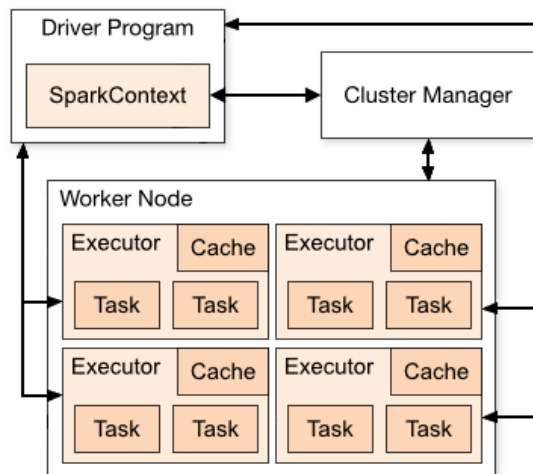 Driver Program
SparkContext
Cluster Manager
Worker Node
Executor
Cache
Task
Task
Executor
Cache
Task
Task
Executor
Cache
Task
Task
Executor
Cache
Task
Task